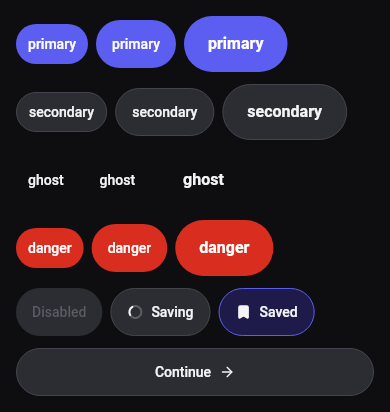 primary primary primary
secondary secondary secondary
ghost ghost ghost
danger danger danger
Disabled Saving Saved
Continue